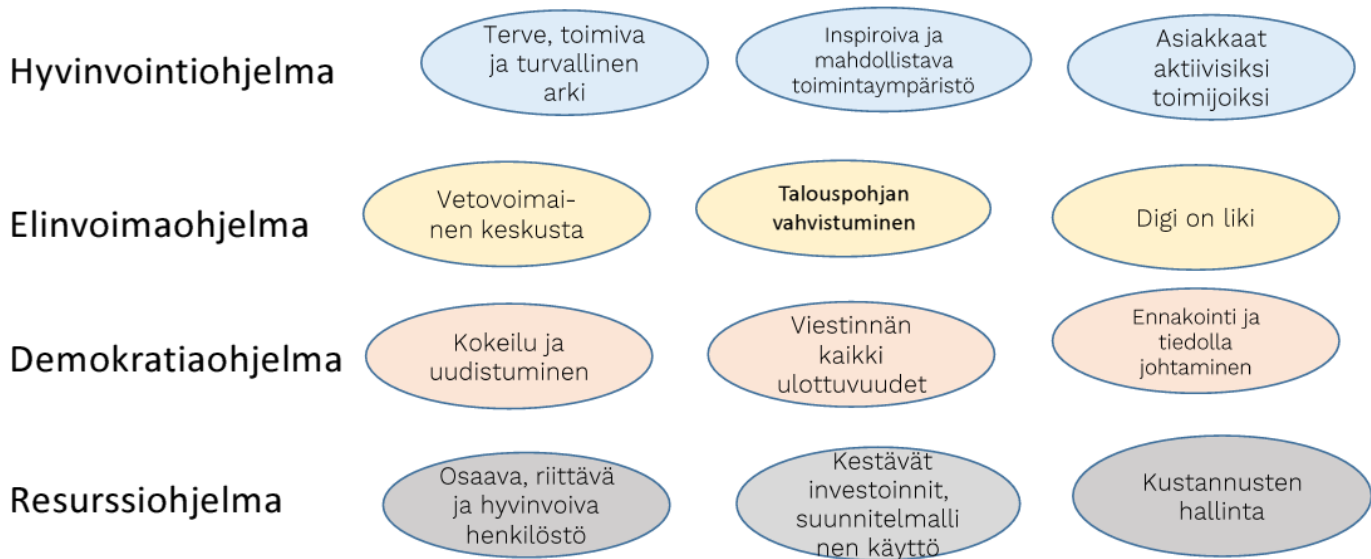 Hyvinvointiohjelma
Terve, toimiva
ja turvallinen
arki
Inspiroiva ja
mahdollistava
toimintaympäristö
Asiakkaat
aktiivisiksi
toimijoiksi
Elinvoimaohjelma
Vetovoimai-
nen keskusta
Talouspohjan
vahvistuminen
Digi on liki
Demokratiaohjelma
Kokeilu ja
uudistuminen
Viestinnän
kaikki
ulottuvuudet
Ennakointi ja
tiedolla
johtaminen
Resurssiohjelma
Osaava, riittävä
ja hyvinvoiva
henkilöstö
Kestävät
investoinnit,
suunnitelmalli
nen käyttö
Kustannusten
hallinta